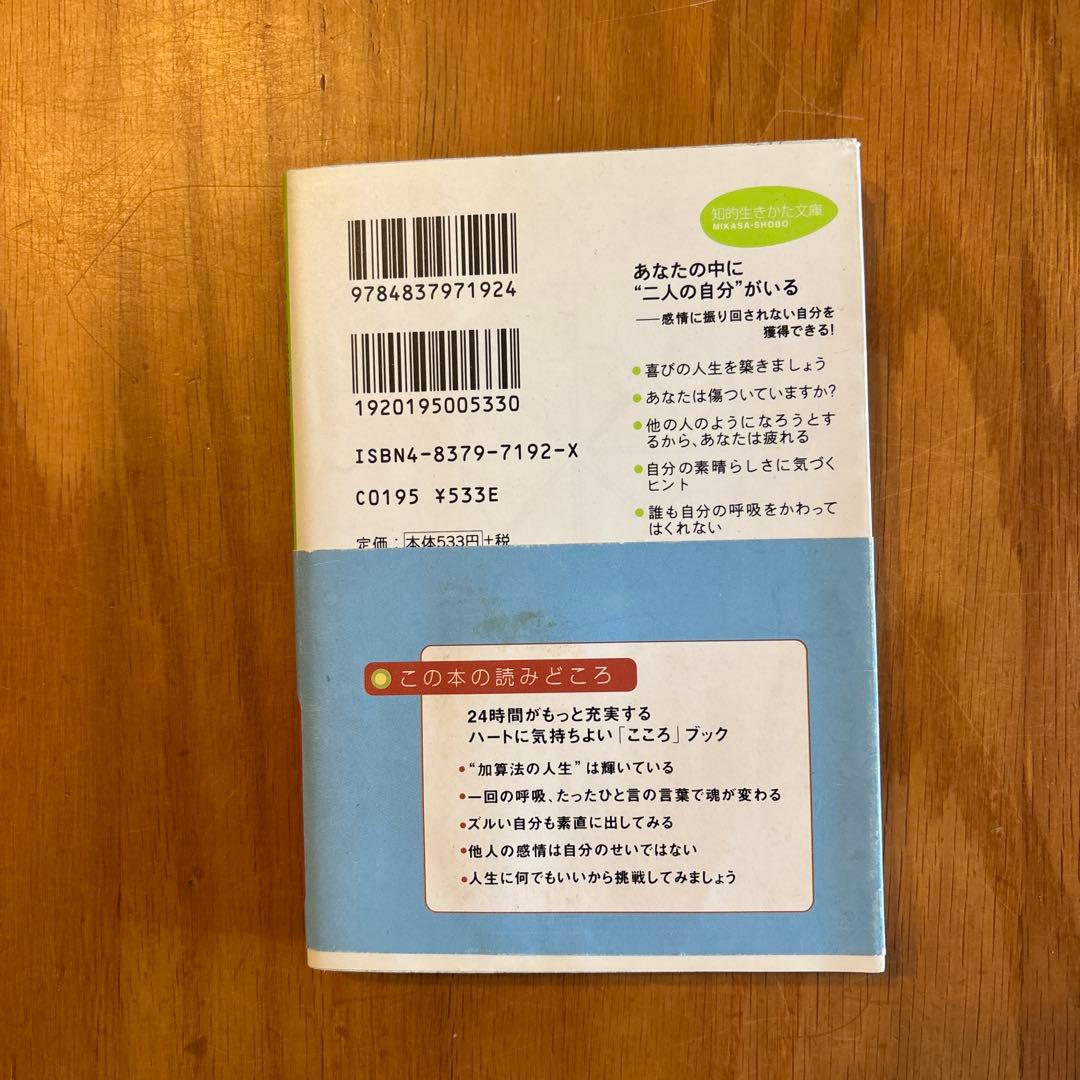 9784837971924
1920195005330
ISBN4-8379-7192-X
C0195 ¥533E
定価：本体533円+税
知的生きかた文庫
MIKASA-SHOBO
あなたの中に
“二人の自分”がいる
——感情に振り回されない自分を
獲得できる!
●喜びの人生を築きましょう
●あなたは傷ついていますか?
●他の人のようになろうとす
るから、あなたは疲れる
●自分の素晴らしさに気づく
ヒント
●誰も自分の呼吸をかわって
はくれない
この本の読みどころ
24時間がもっと充実する
ハートに気持ちよい「こころ」ブック
•“加算法の人生”は輝いている
•一回の呼吸、たったひと言の言葉で魂が変わる
•ズルい自分も素直に出してみる
•他人の感情は自分のせいではない
•人生に何でもいいから挑戦してみましょう